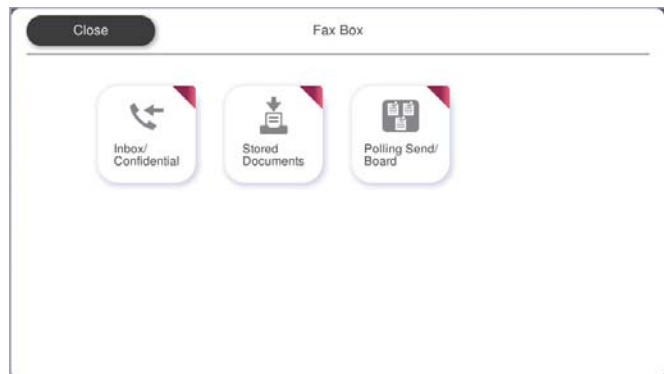 Close
Fax Box
Inbox/
Confidential
Stored
Documents
Polling Send/
Board